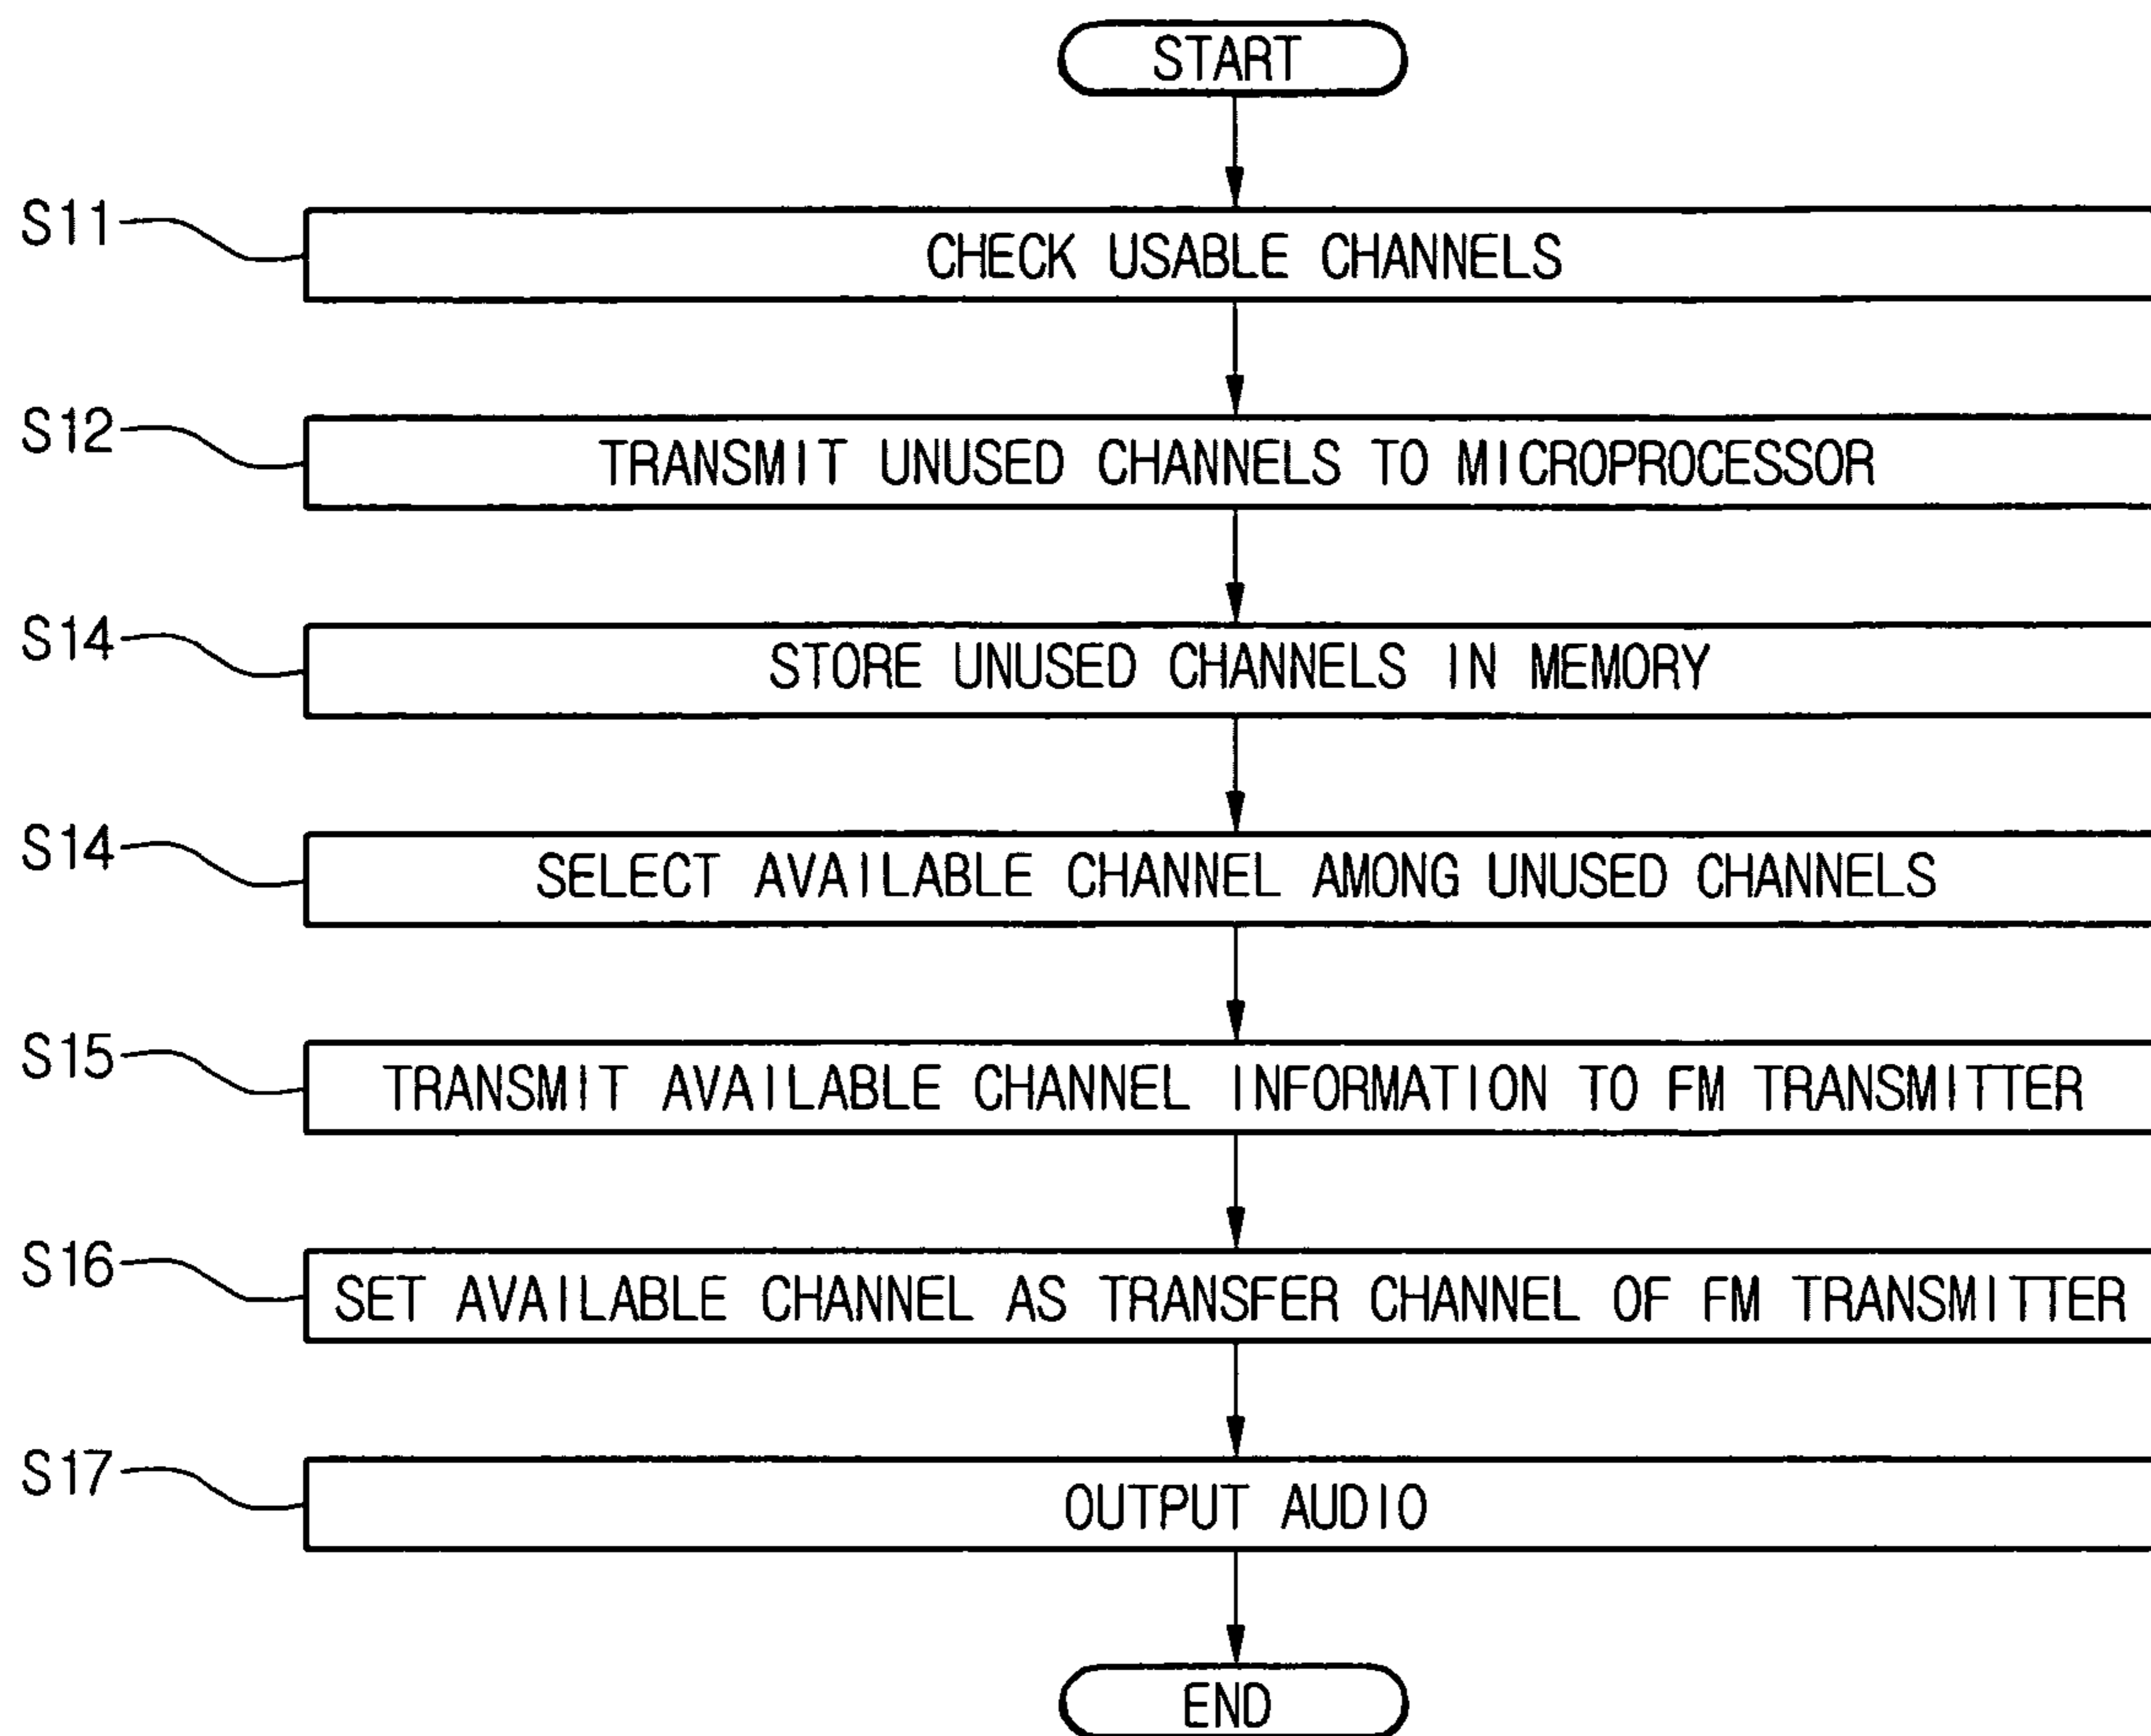 START
S11
CHECK USABLE CHANNELS
S12
TRANSMIT UNUSED CHANNELS TO MICROPROCESSOR
S14
STORE UNUSED CHANNELS IN MEMORY
S14
SELECT AVAILABLE CHANNEL AMONG UNUSED CHANNELS
S15
TRANSMIT AVAILABLE CHANNEL INFORMATION TO FM TRANSMITTER
S16
SET AVAILABLE CHANNEL AS TRANSFER CHANNEL OF FM TRANSMITTER
S17
OUTPUT AUDIO
END